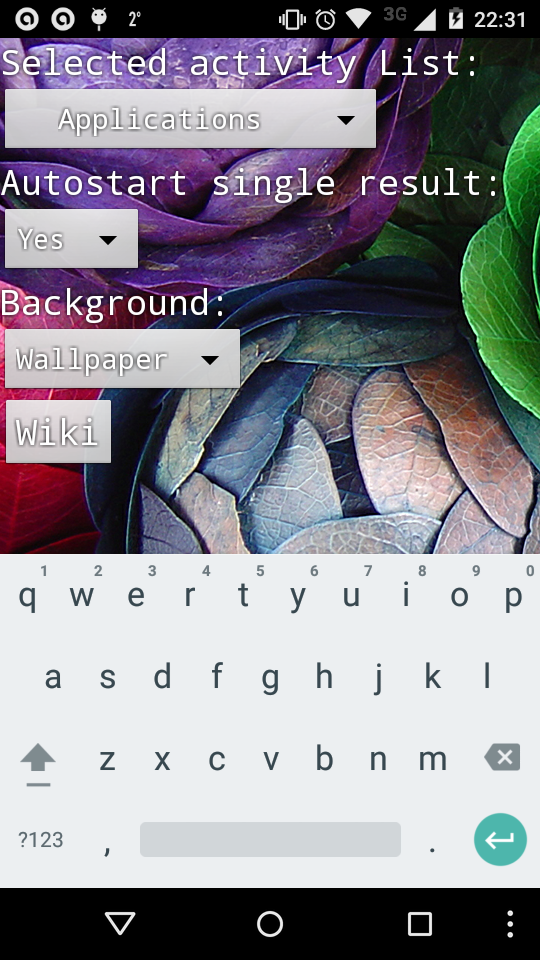 2° 3G 22:31
Selected activity List:
Applications
Autostart single result:
Yes
Background:
Wallpaper
Wiki
1 2 3 4 5 6 7 8 9 0
q w e r t y u i o p
a s d f g h j k l
z x c v b n m
?123 , .